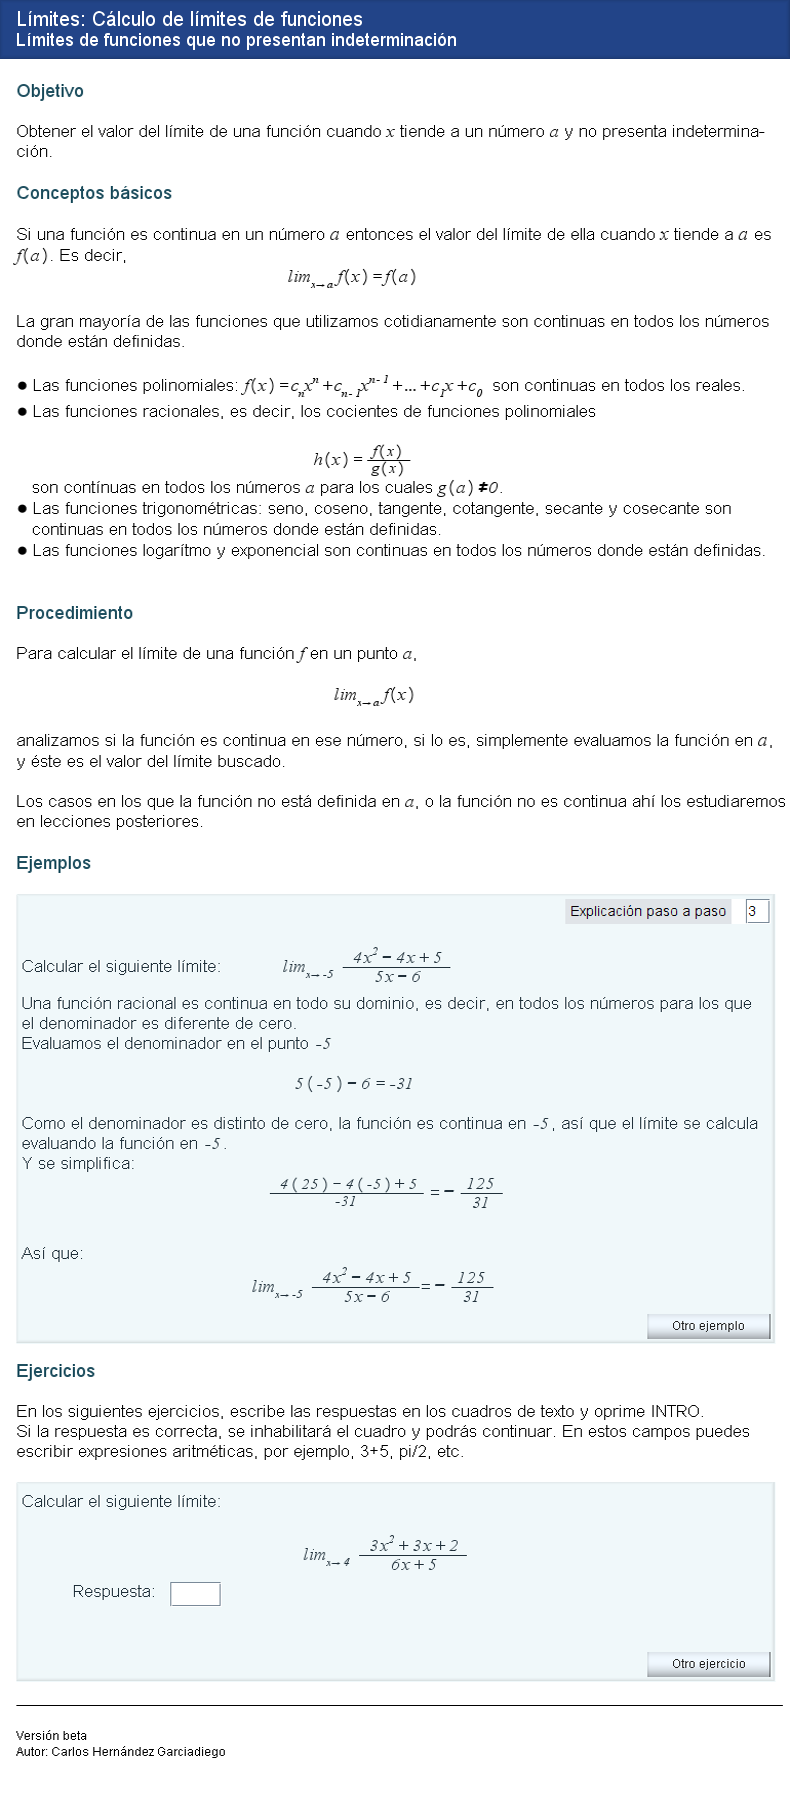 Límites: Cálculo de límites de funciones
Límites de funciones que no presentan indeterminación
Objetivo
Obtener el valor del límite de una función cuando x tiende a un número a y no presenta indetermina-
ción.
Conceptos básicos
Si una función es continua en un número a entonces el valor del límite de ella cuando x tiende a a es
f(a). Es decir,
lim_{x→a} f(x) = f(a)
La gran mayoría de las funciones que utilizamos cotidianamente son continuas en todos los números
donde están definidas.
● Las funciones polinomiales: f(x) = c_n x^n + c_{n-1} x^{n-1} + ... + c_1 x + c_0 son continuas en todos los reales.
● Las funciones racionales, es decir, los cocientes de funciones polinomiales
h(x) = f(x) / g(x)
son contínuas en todos los números a para los cuales g(a) ≠ 0.
● Las funciones trigonométricas: seno, coseno, tangente, cotangente, secante y cosecante son
continuas en todos los números donde están definidas.
● Las funciones logarítmo y exponencial son continuas en todos los números donde están definidas.
Procedimiento
Para calcular el límite de una función f en un punto a,
lim_{x→a} f(x)
analizamos si la función es continua en ese número, si lo es, simplemente evaluamos la función en a,
y éste es el valor del límite buscado.
Los casos en los que la función no está definida en a, o la función no es continua ahí los estudiaremos
en lecciones posteriores.
Ejemplos
Explicación paso a paso 3
Calcular el siguiente límite: lim_{x→-5} (4x^2 − 4x + 5) / (5x − 6)
Una función racional es continua en todo su dominio, es decir, en todos los números para los que
el denominador es diferente de cero.
Evaluamos el denominador en el punto -5
5 ( -5 ) − 6 = -31
Como el denominador es distinto de cero, la función es continua en -5, así que el límite se calcula
evaluando la función en -5.
Y se simplifica:
(4 ( 25 ) − 4 ( -5 ) + 5) / -31 = − 125 / 31
Así que:
lim_{x→-5} (4x^2 − 4x + 5) / (5x − 6) = − 125 / 31
Otro ejemplo
Ejercicios
En los siguientes ejercicios, escribe las respuestas en los cuadros de texto y oprime INTRO.
Si la respuesta es correcta, se inhabilitará el cuadro y podrás continuar. En estos campos puedes
escribir expresiones aritméticas, por ejemplo, 3+5, pi/2, etc.
Calcular el siguiente límite:
lim_{x→4} (3x^2 + 3x + 2) / (6x + 5)
Respuesta:
Otro ejercicio
Versión beta
Autor: Carlos Hernández Garciadiego